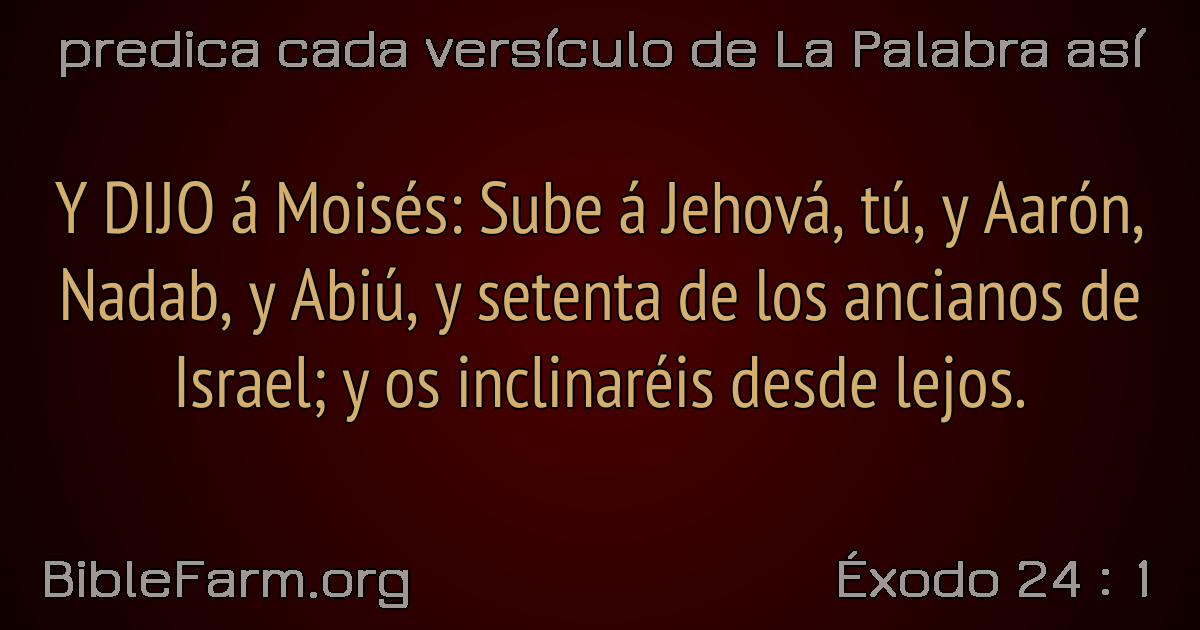 predica cada versículo de La Palabra así
Y DIJO á Moisés: Sube á Jehová, tú, y Aarón,
Nadab, y Abiú, y setenta de los ancianos de
Israel; y os inclinaréis desde lejos.
BibleFarm.org
Éxodo 24 : 1